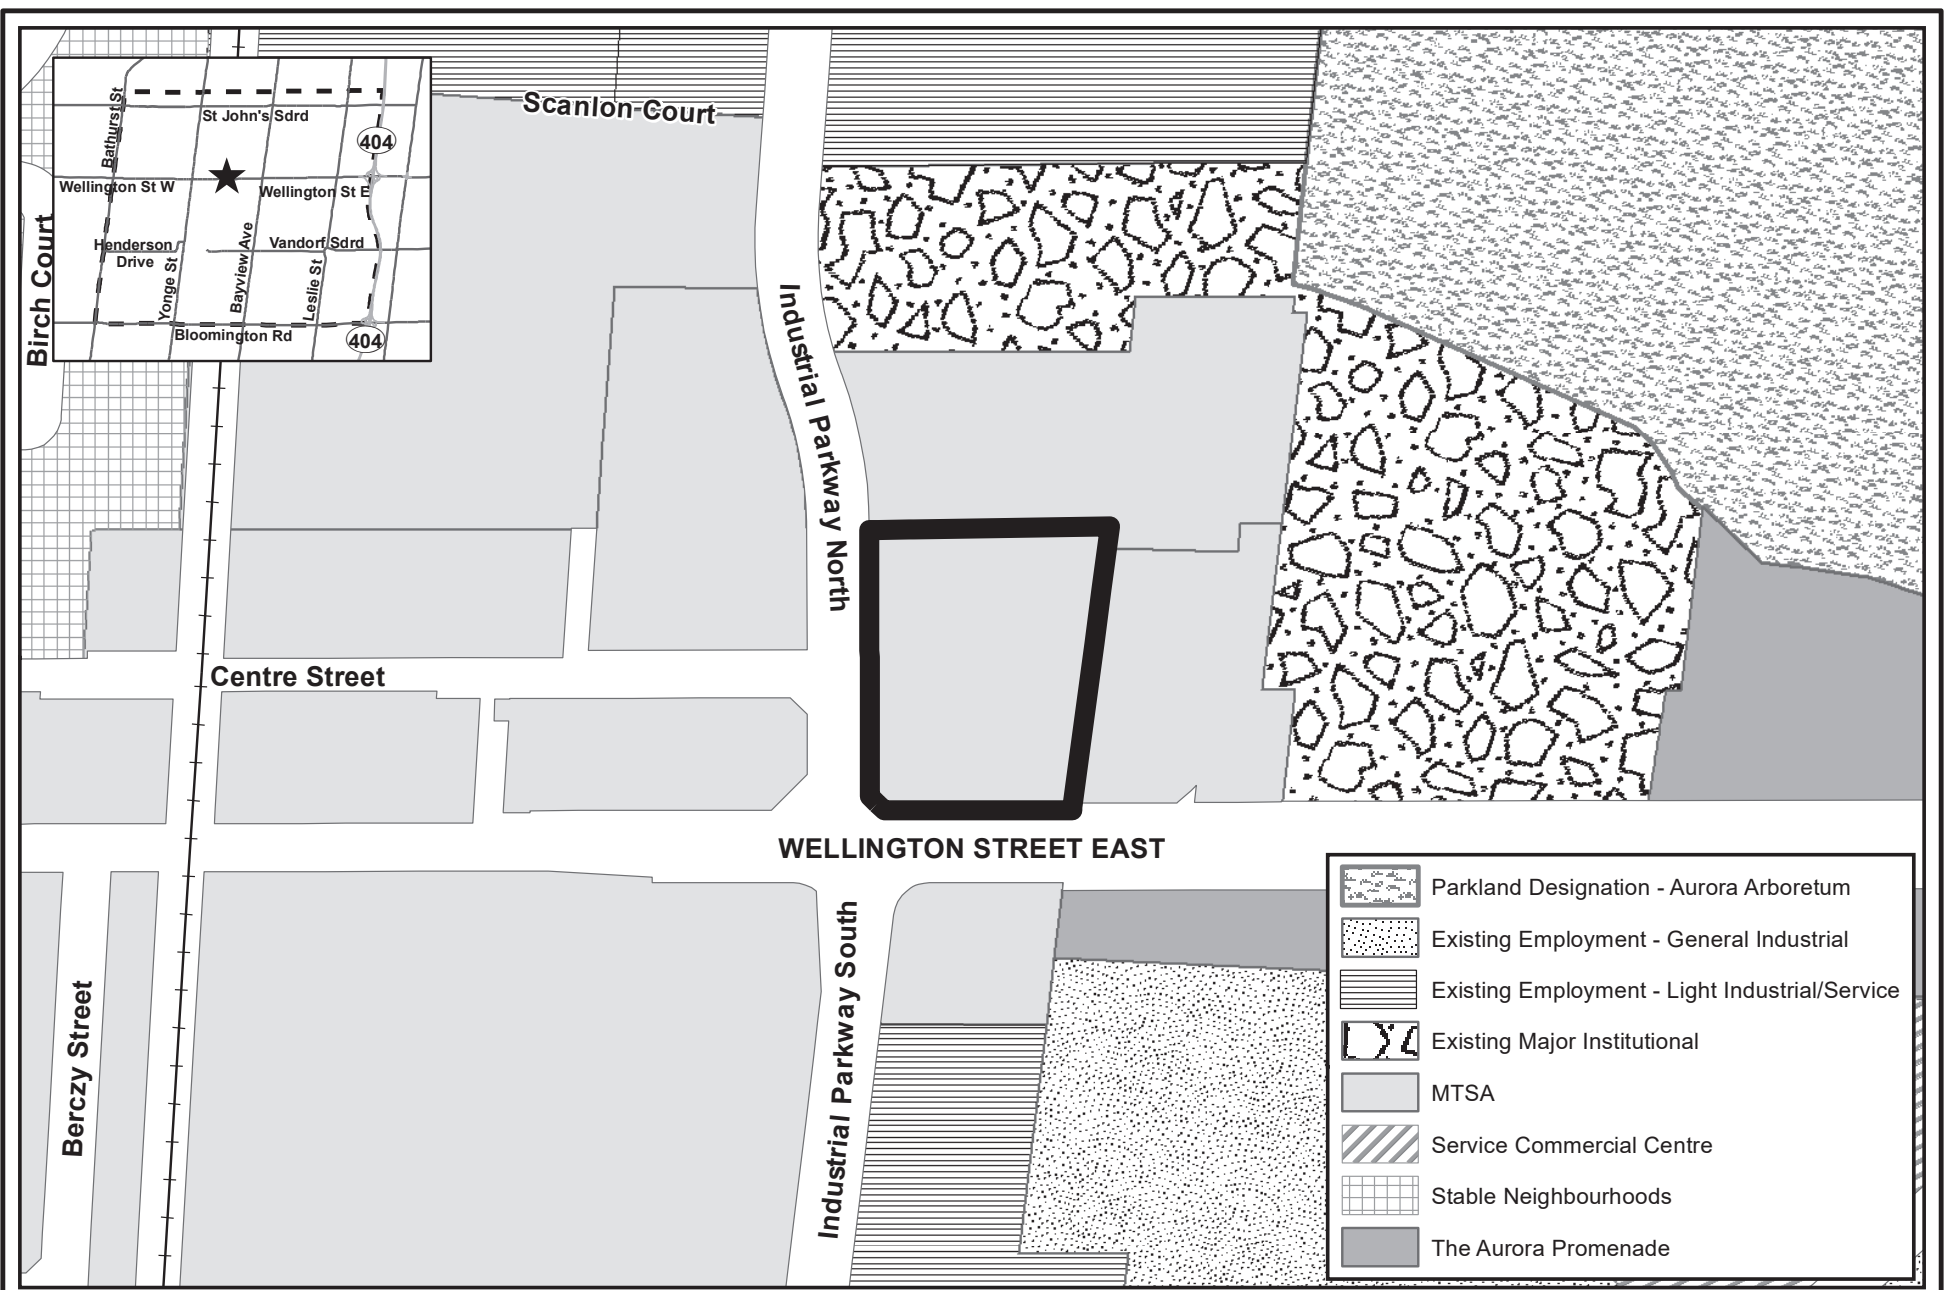 Scanlon Court
Bathurst St
St John's Sdrd
404
Wellington St W
Wellington St E
Henderson
Drive
Vandorf Sdrd
Yonge St
Bayview Ave
Leslie St
Bloomington Rd
404
Birch Court
Industrial Parkway North
Centre Street
WELLINGTON STREET EAST
Berczy Street
Industrial Parkway South
Parkland Designation - Aurora Arboretum
Existing Employment - General Industrial
Existing Employment - Light Industrial/Service
Existing Major Institutional
MTSA
Service Commercial Centre
Stable Neighbourhoods
The Aurora Promenade